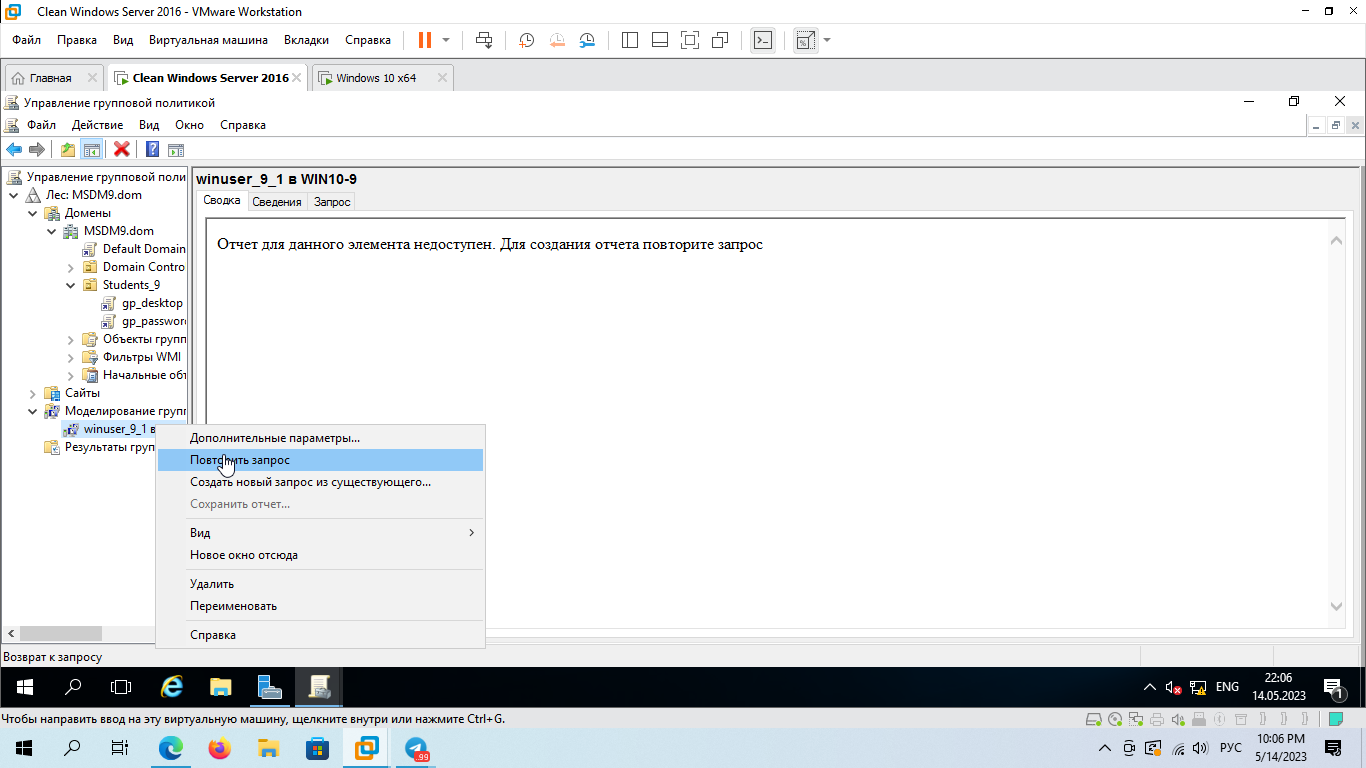 Clean Windows Server 2016 - VMware Workstation
Файл Правка Вид Виртуальная машина Вкладки Справка
Главная Clean Windows Server 2016 Windows 10 x64
Управление групповой политикой
Файл Действие Вид Окно Справка
Управление групповой поли
Лес: MSDM9.dom
Домены
MSDM9.dom
Default Domain
Domain Contro
Students_9
gp_desktop
gp_password
Объекты групп
Фильтры WMI
Начальные объ
Сайты
Моделирование групп
winuser_9_1 в
Результаты груп
winuser_9_1 в WIN10-9
Сводка Сведения Запрос
Отчет для данного элемента недоступен. Для создания отчета повторите запрос
Дополнительные параметры...
Повторить запрос
Создать новый запрос из существующего...
Сохранить отчет...
Вид
Новое окно отсюда
Удалить
Переименовать
Справка
Возврат к запросу
ENG 22:06
14.05.2023
1
Чтобы направить ввод на эту виртуальную машину, щелкните внутри или нажмите Ctrl+G.
.99
РУС 10:06 PM
5/14/2023